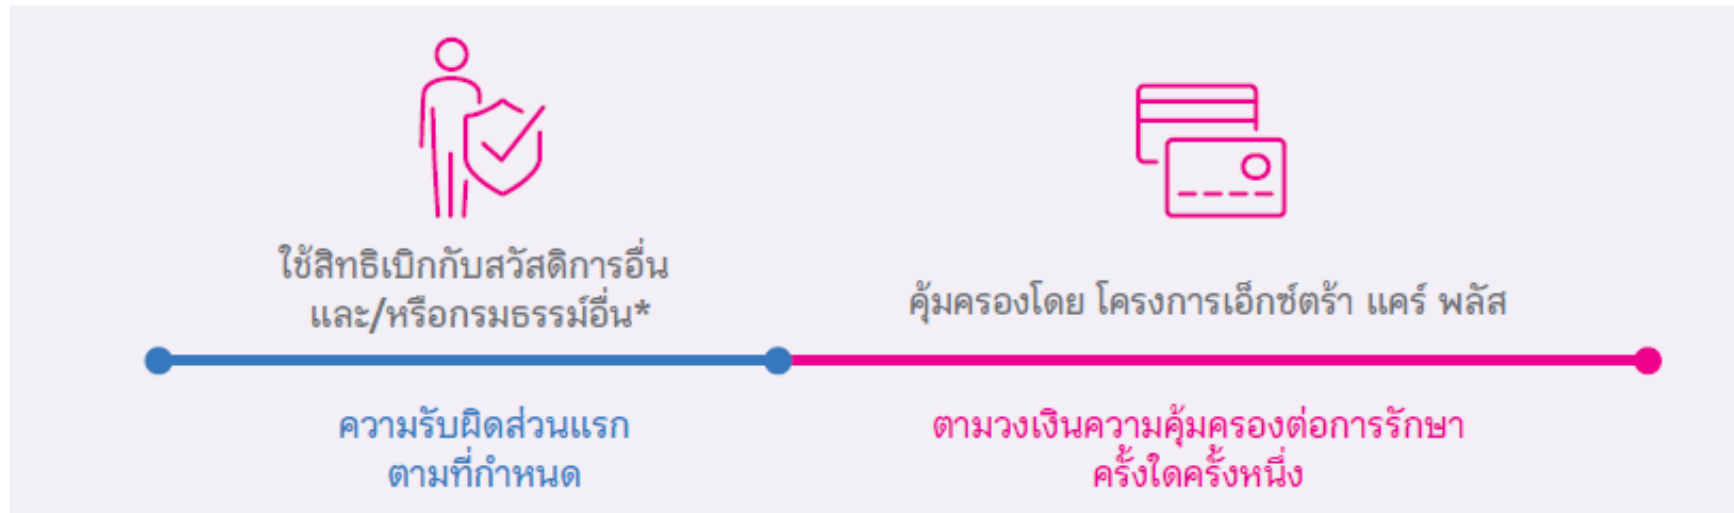 ใช้สิทธิเบิกกับสวัสดิการอื่น
และ/หรือกรมธรรม์อื่น*
คุ้มครองโดย โครงการเอ็กซ์ตร้า แคร์ พลัส
ความรับผิดส่วนแรก
ตามที่กำหนด
ตามวงเงินความคุ้มครองต่อการรักษา
ครั้งใดครั้งหนึ่ง